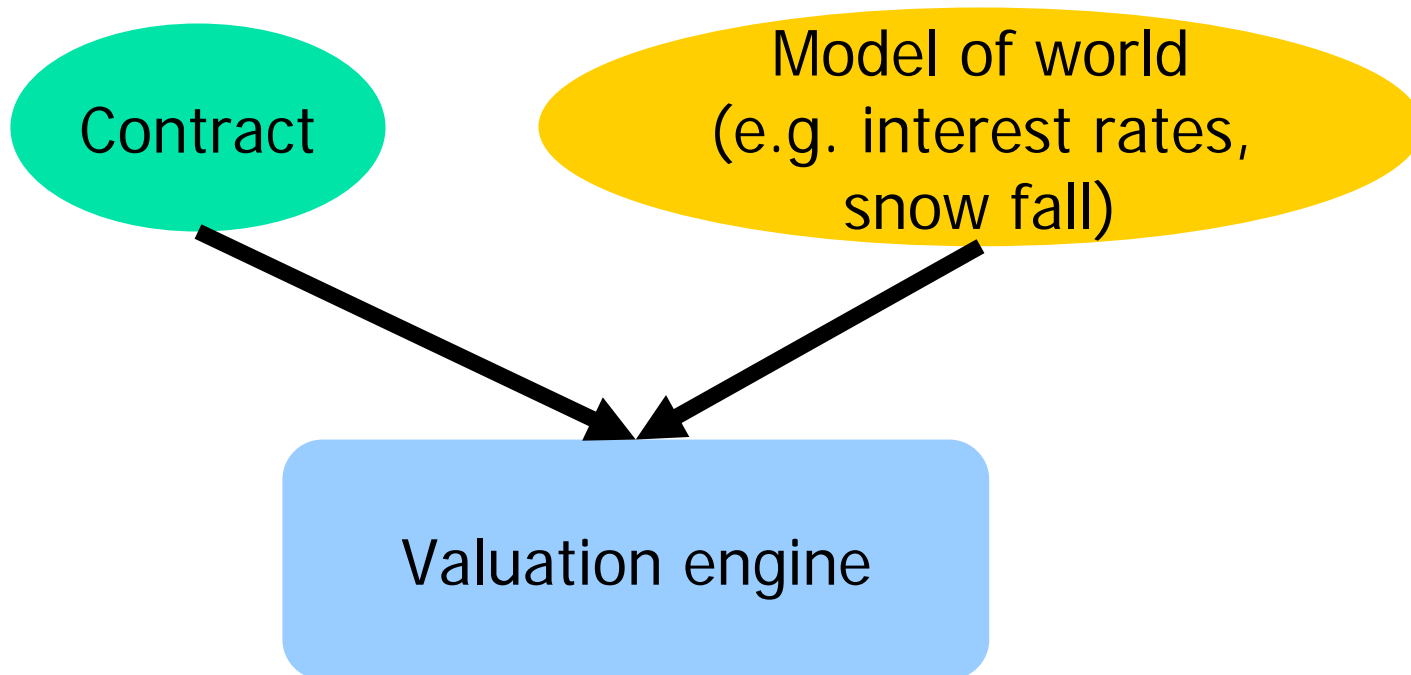 Contract
Model of world
(e.g. interest rates,
snow fall)
Valuation engine